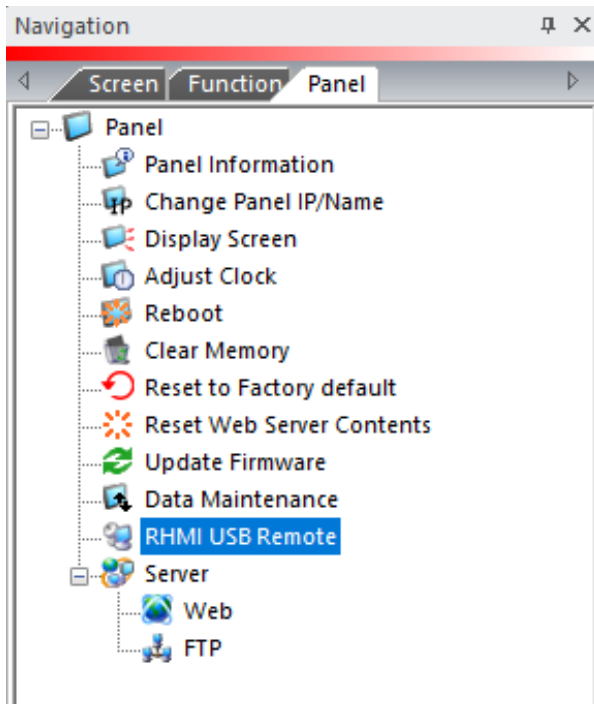 Navigation
Screen Function Panel
Panel
Panel Information
IP Change Panel IP/Name
Display Screen
Adjust Clock
Reboot
Clear Memory
Reset to Factory default
Reset Web Server Contents
Update Firmware
Data Maintenance
RHMI USB Remote
Server
Web
FTP